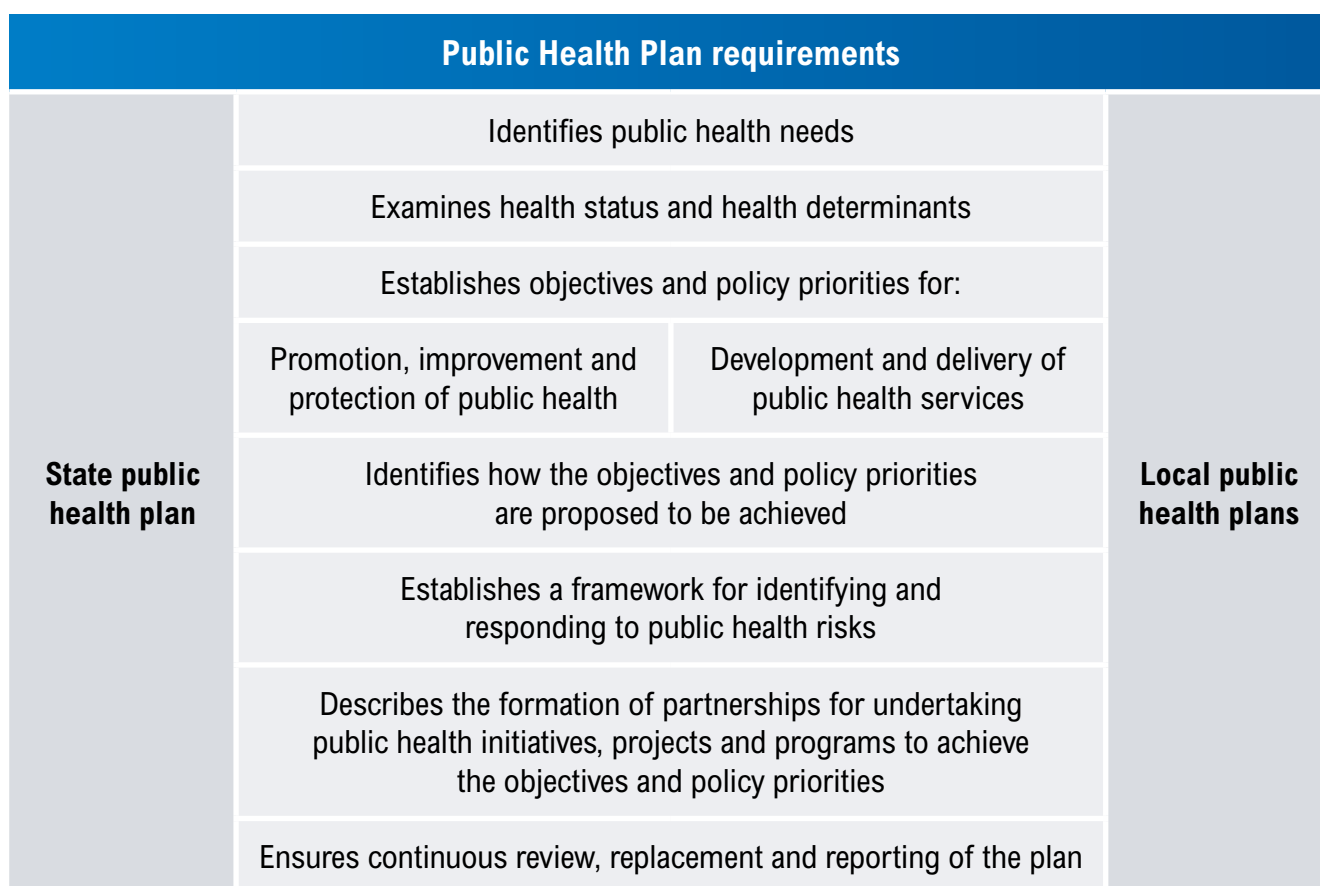 Public Health Plan requirements
Identifies public health needs
Examines health status and health determinants
Establishes objectives and policy priorities for:
Promotion, improvement and
protection of public health
Development and delivery of
public health services
State public
health plan
Identifies how the objectives and policy priorities
are proposed to be achieved
Local public
health plans
Establishes a framework for identifying and
responding to public health risks
Describes the formation of partnerships for undertaking
public health initiatives, projects and programs to achieve
the objectives and policy priorities
Ensures continuous review, replacement and reporting of the plan